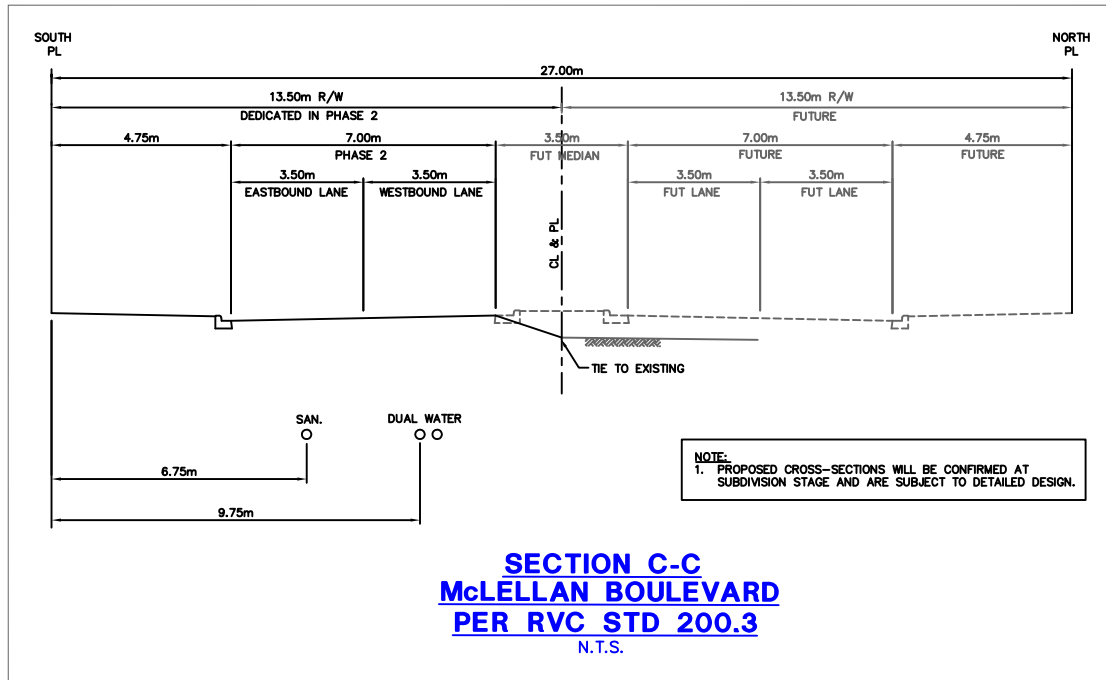 SOUTH
PL
NORTH
PL
27.00m
13.50m R/W
DEDICATED IN PHASE 2
13.50m R/W
FUTURE
4.75m
7.00m
PHASE 2
3.50m
FUT MEDIAN
7.00m
FUTURE
4.75m
FUTURE
3.50m
EASTBOUND LANE
3.50m
WESTBOUND LANE
3.50m
FUT LANE
3.50m
FUT LANE
CL & PL
TIE TO EXISTING
SAN.
DUAL WATER
6.75m
9.75m
NOTE:
1. PROPOSED CROSS-SECTIONS WILL BE CONFIRMED AT
SUBDIVISION STAGE AND ARE SUBJECT TO DETAILED DESIGN.
SECTION C-C
McLELLAN BOULEVARD
PER RVC STD 200.3
N.T.S.